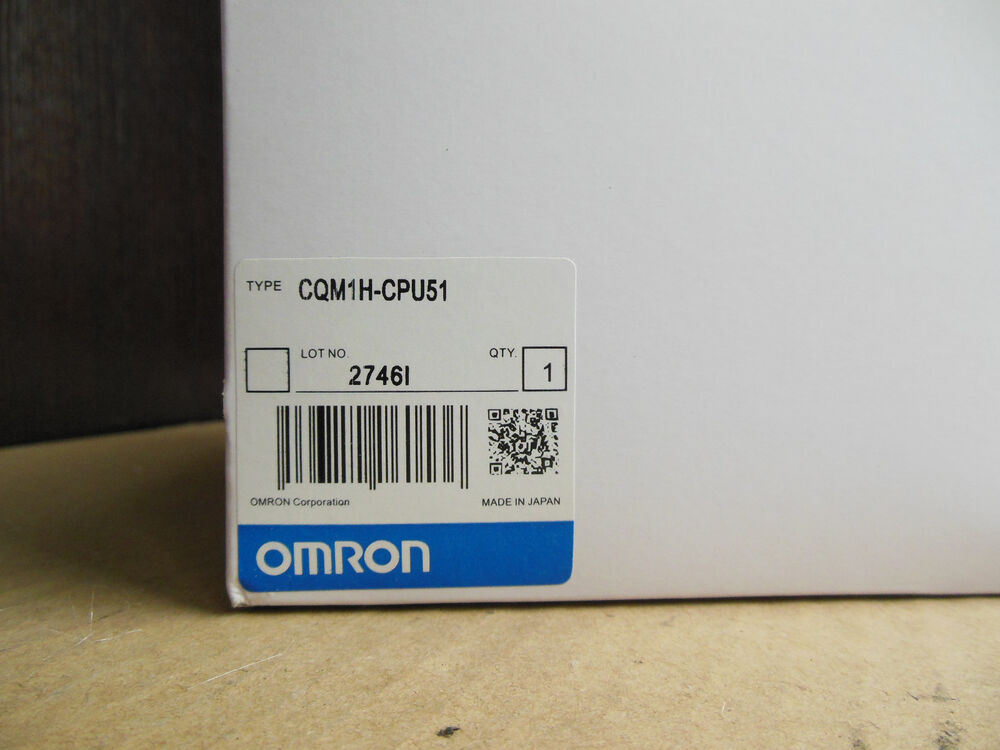 TYPE CQM1H-CPU51
LOT NO. QTY.
2746I 1
OMRON Corporation MADE IN JAPAN
OMRON